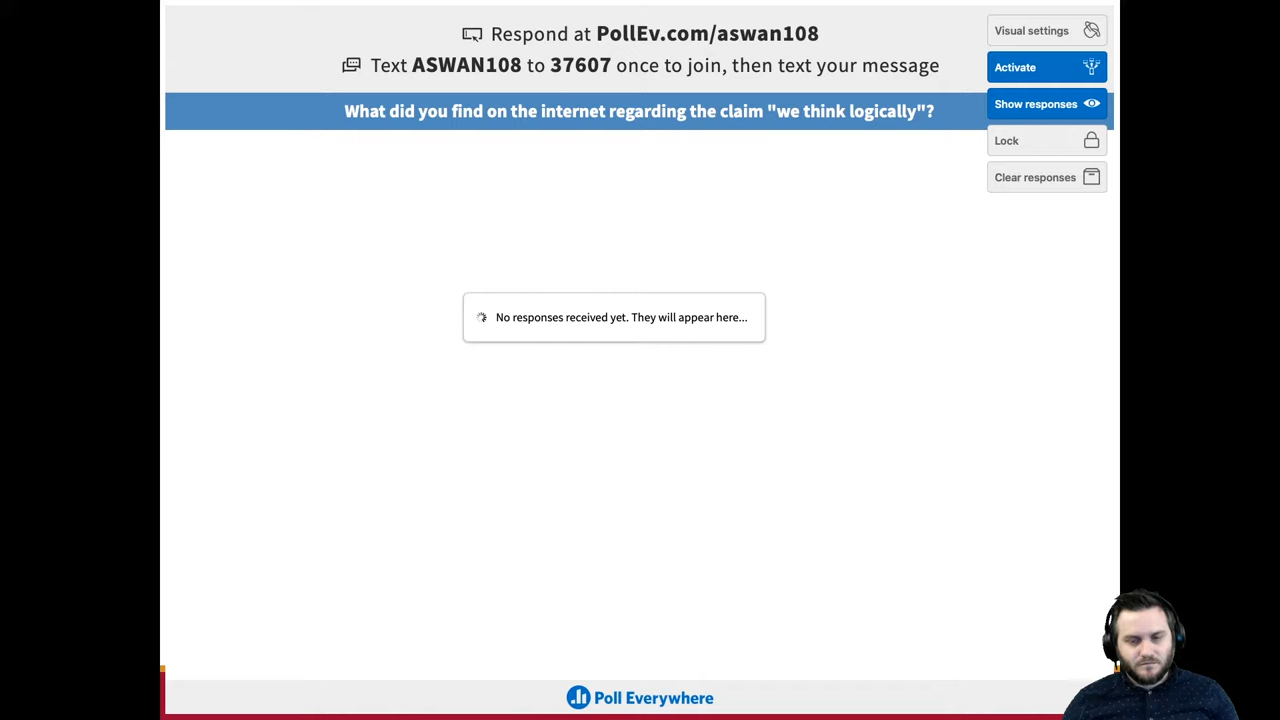 Respond at PollEv.com/aswan108
Text ASWAN108 to 37607 once to join, then text your message
What did you find on the internet regarding the claim "we think logically"?
Visual settings
Activate
Show responses
Lock
Clear responses
No responses received yet. They will appear here...
Poll Everywhere